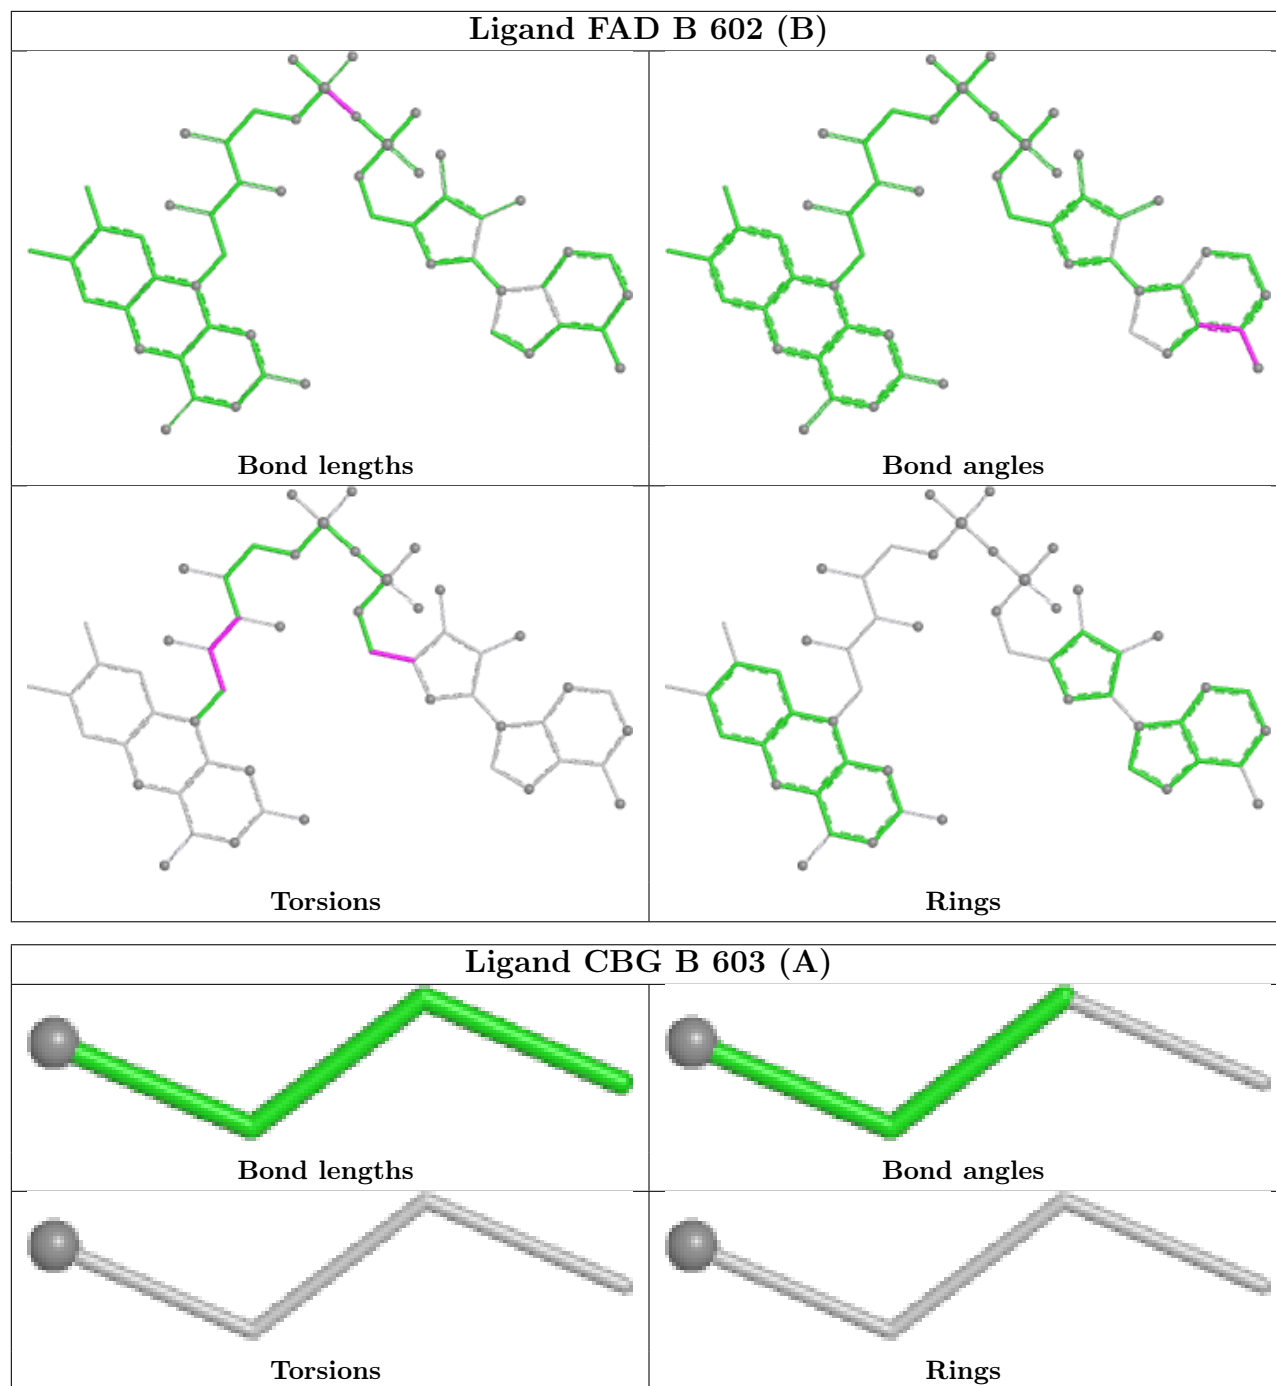 Ligand FAD B 602 (B)
Bond lengths
Bond angles
Torsions
Rings
Ligand CBG B 603 (A)
Bond lengths
Bond angles
Torsions
Rings